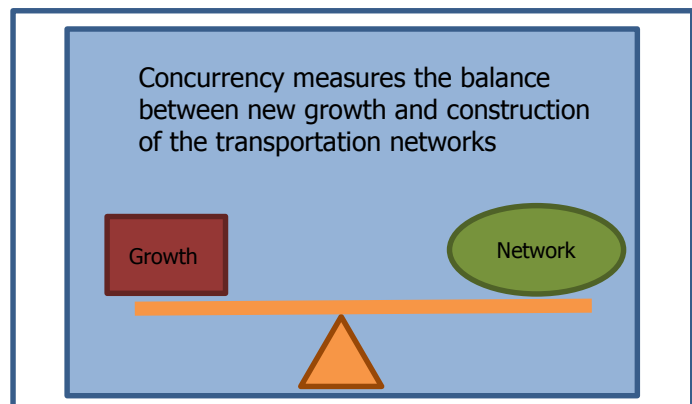 Concurrency measures the balance
between new growth and construction
of the transportation networks
Growth
Network